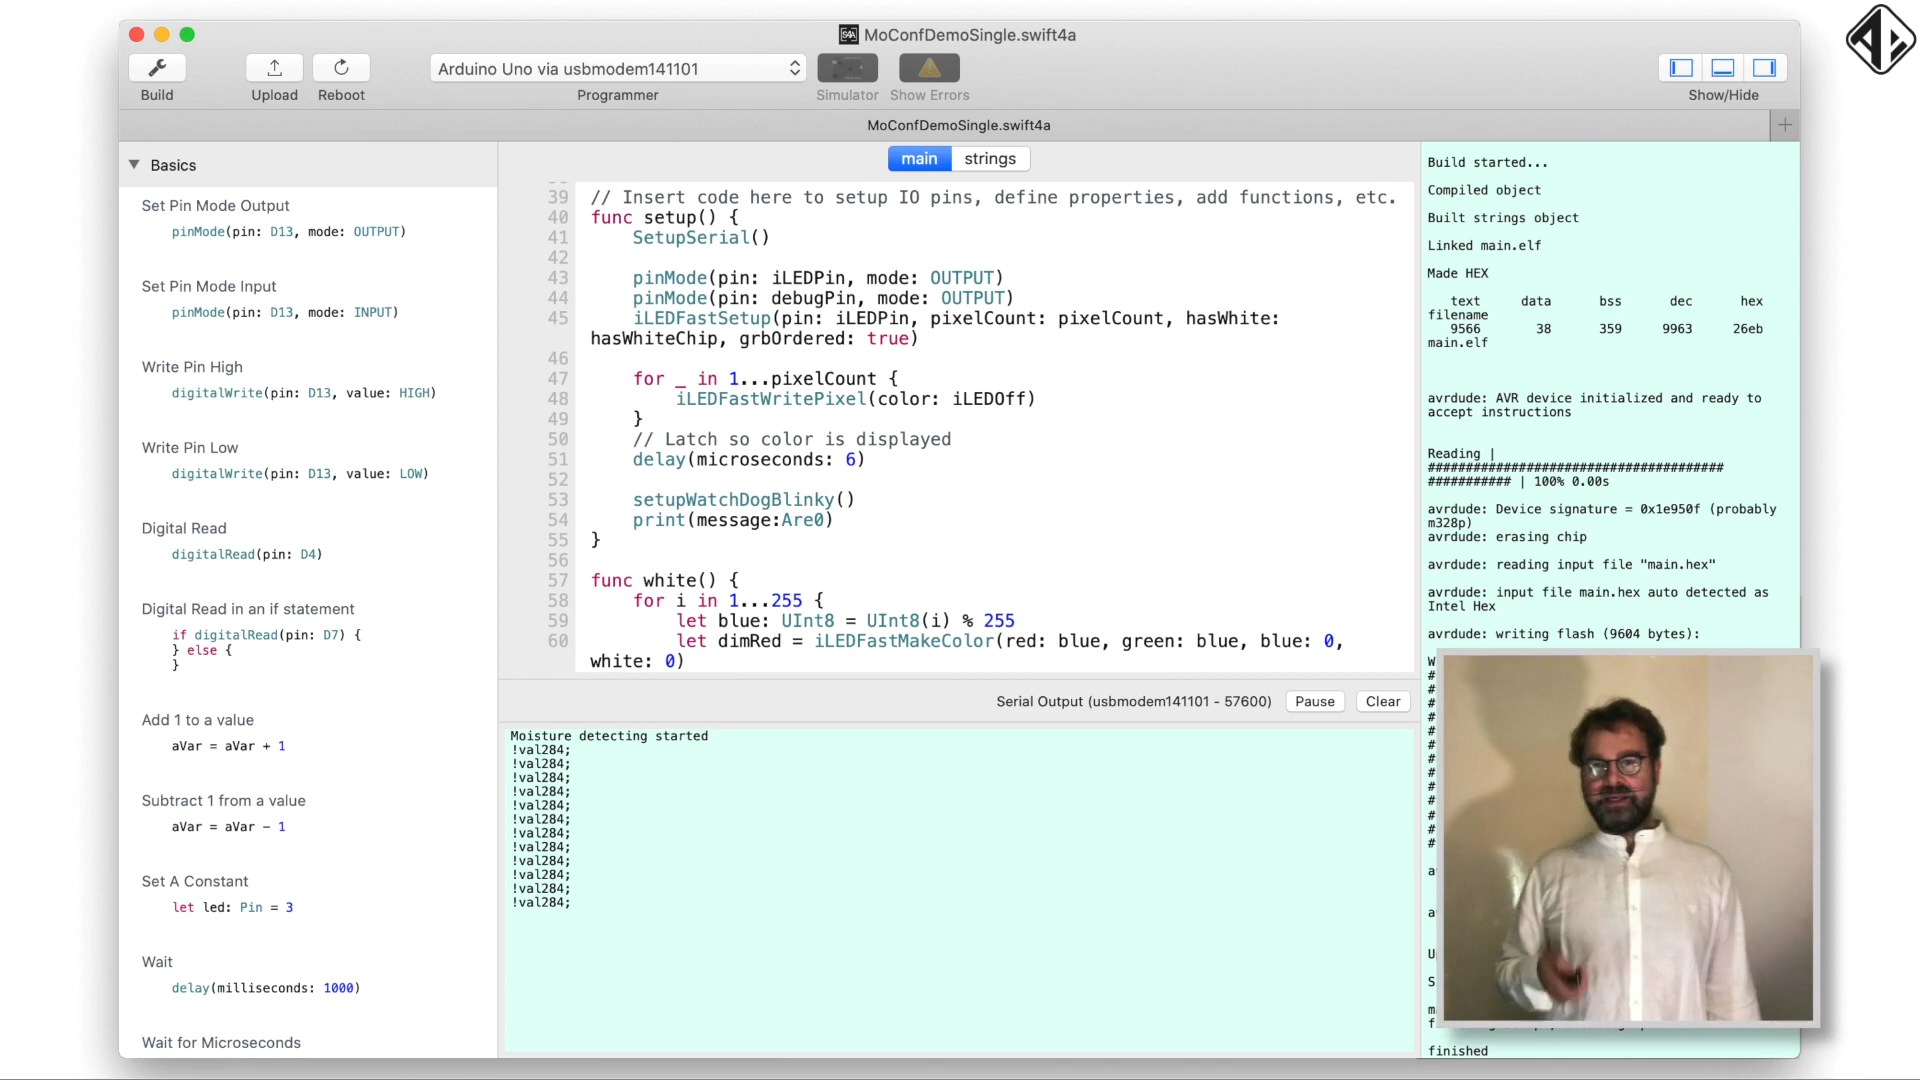 MoConfDemoSingle.swift4a
Build
Upload
Reboot
Arduino Uno via usbmodem141101
Programmer
Simulator
Show Errors
Show/Hide
MoConfDemoSingle.swift4a
Basics
Set Pin Mode Output
pinMode(pin: D13, mode: OUTPUT)
Set Pin Mode Input
pinMode(pin: D13, mode: INPUT)
Write Pin High
digitalWrite(pin: D13, value: HIGH)
Write Pin Low
digitalWrite(pin: D13, value: LOW)
Digital Read
digitalRead(pin: D4)
Digital Read in an if statement
if digitalRead(pin: D7) {
} else {
}
Add 1 to a value
aVar = aVar + 1
Subtract 1 from a value
aVar = aVar - 1
Set A Constant
let led: Pin = 3
Wait
delay(milliseconds: 1000)
Wait for Microseconds
main strings
39 // Insert code here to setup IO pins, define properties, add functions, etc.
40 func setup() {
41 SetupSerial()
42
43 pinMode(pin: iLEDPin, mode: OUTPUT)
44 pinMode(pin: debugPin, mode: OUTPUT)
45 iLEDFastSetup(pin: iLEDPin, pixelCount: pixelCount, hasWhite:
hasWhiteChip, grbOrdered: true)
46
47 for _ in 1...pixelCount {
48 iLEDFastWritePixel(color: iLEDOff)
49 }
50 // Latch so color is displayed
51 delay(microseconds: 6)
52
53 setupWatchDogBlinky()
54 print(message:Are0)
55 }
56
57 func white() {
58 for i in 1...255 {
59 let blue: UInt8 = UInt8(i) % 255
60 let dimRed = iLEDFastMakeColor(red: blue, green: blue, blue: 0,
white: 0)
Serial Output (usbmodem141101 - 57600)
Pause
Clear
Moisture detecting started
!val284;
!val284;
!val284;
!val284;
!val284;
!val284;
!val284;
!val284;
!val284;
!val284;
!val284;
!val284;
Build started...
Compiled object
Built strings object
Linked main.elf
Made HEX
text data bss dec hex
filename
9566 38 359 9963 26eb
main.elf
avrdude: AVR device initialized and ready to
accept instructions
Reading |
#######################################
########### | 100% 0.00s
avrdude: Device signature = 0x1e950f (probably
m328p)
avrdude: erasing chip
avrdude: reading input file "main.hex"
avrdude: input file main.hex auto detected as
Intel Hex
avrdude: writing flash (9604 bytes):
finished